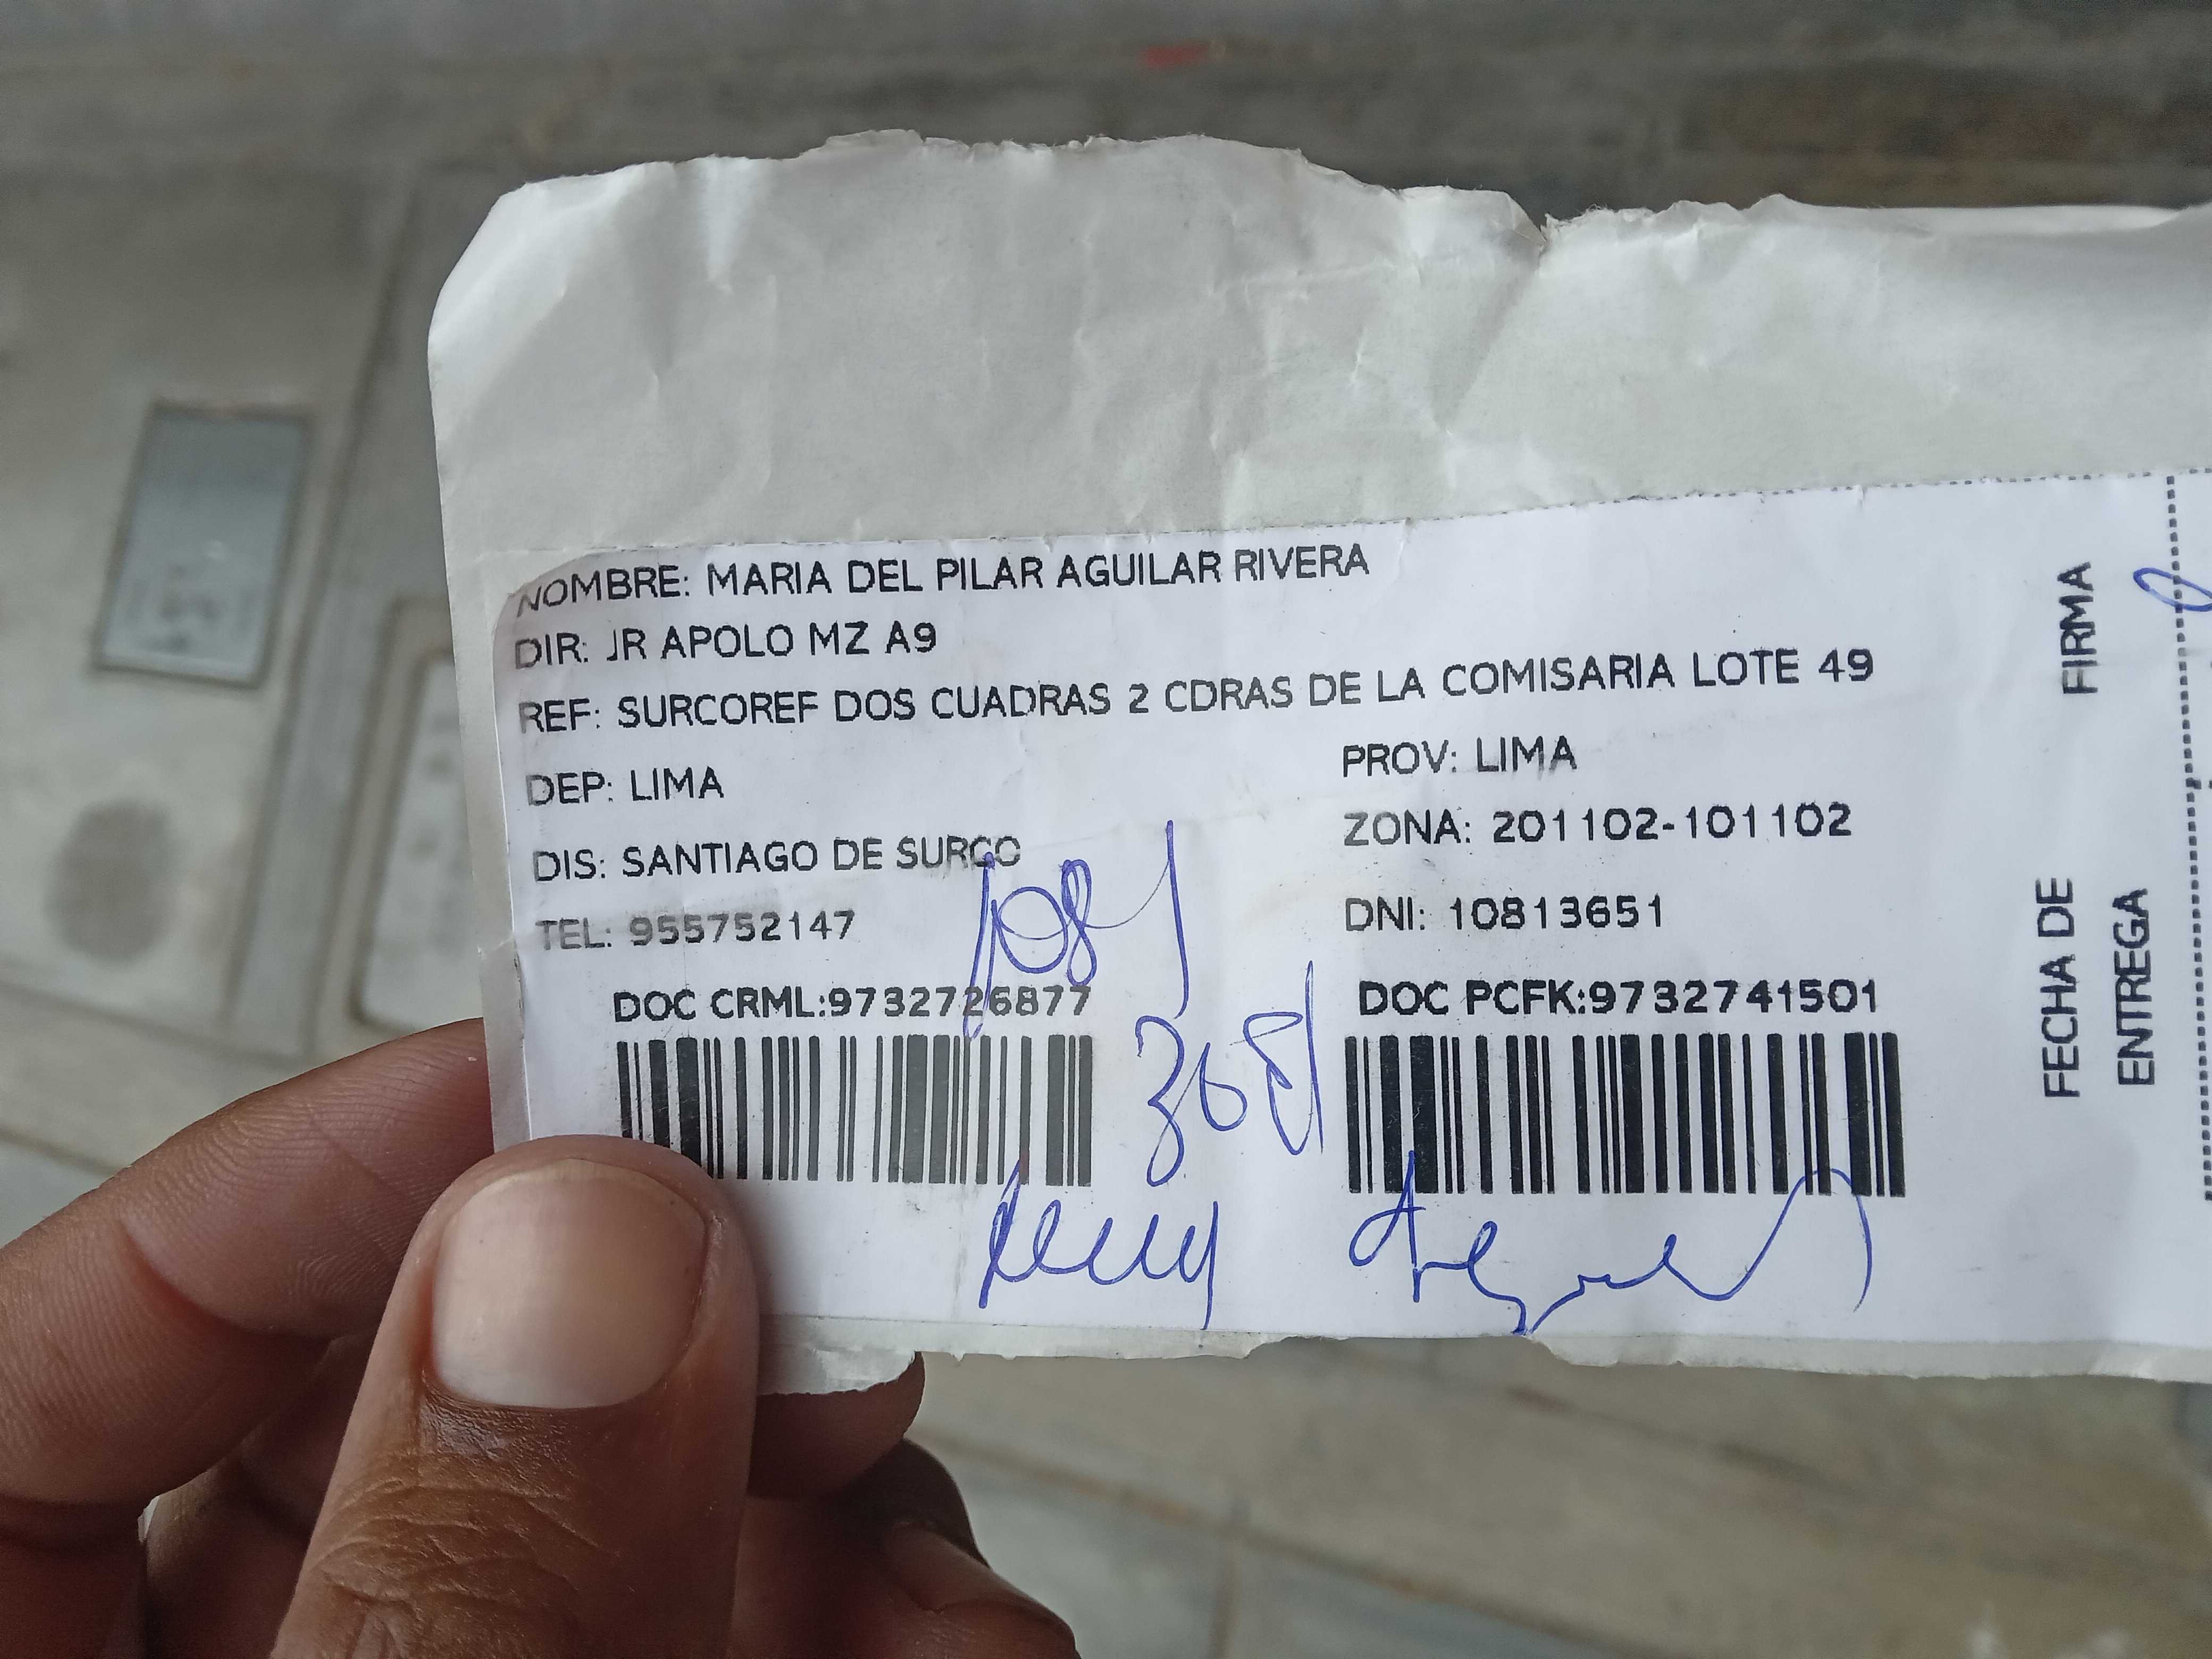 NOMBRE: MARIA DEL PILAR AGUILAR RIVERA
DIR: JR APOLO MZ A9
REF: SURCOREF DOS CUADRAS 2 CDRAS DE LA COMISARIA LOTE 49
DEP: LIMA
PROV: LIMA
ZONA: 201102-101102
DIS: SANTIAGO DE SURCO
TEL: 955752147
DNI: 10813651
DOC CRML:9732726877
DOC PCFK:9732741501
FIRMA
FECHA DE
ENTREGA